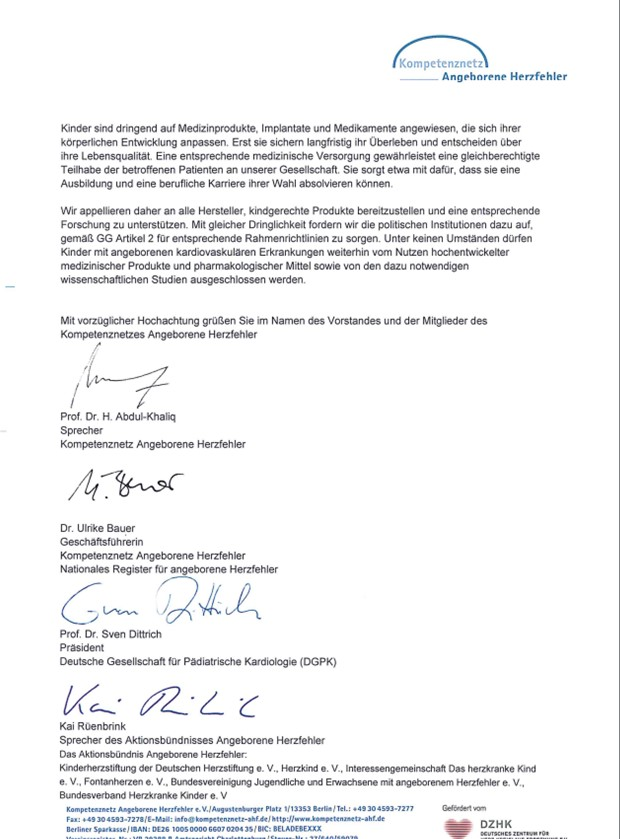 Kompetenznetz
Angeborene Herzfehler
Kinder sind dringend auf Medizinprodukte, Implantate und Medikamente angewiesen, die sich ihrer
körperlichen Entwicklung anpassen. Erst sie sichern langfristig ihr Überleben und entscheiden über
ihre Lebensqualität. Eine entsprechende medizinische Versorgung gewährleistet eine gleichberechtigte
Teilhabe der betroffenen Patienten an unserer Gesellschaft. Sie sorgt etwa mit dafür, dass sie eine
Ausbildung und eine berufliche Karriere ihrer Wahl absolvieren können.
Wir appellieren daher an alle Hersteller, kindgerechte Produkte bereitzustellen und eine entsprechende
Forschung zu unterstützen. Mit gleicher Dringlichkeit fordern wir die politischen Institutionen dazu auf,
gemäß GG Artikel 2 für entsprechende Rahmenrichtlinien zu sorgen. Unter keinen Umständen dürfen
Kinder mit angeborenen kardiovaskulären Erkrankungen weiterhin vom Nutzen hochentwickelter
medizinischer Produkte und pharmakologischer Mittel sowie von den dazu notwendigen
wissenschaftlichen Studien ausgeschlossen werden.
Mit vorzüglicher Hochachtung grüßen Sie im Namen des Vorstandes und der Mitglieder des
Kompetenznetzes Angeborene Herzfehler
Prof. Dr. H. Abdul-Khaliq
Sprecher
Kompetenznetz Angeborene Herzfehler
Dr. Ulrike Bauer
Geschäftsführerin
Kompetenznetz Angeborene Herzfehler
Nationales Register für angeborene Herzfehler
Sven Dittrich
Prof. Dr. Sven Dittrich
Präsident
Deutsche Gesellschaft für Pädiatrische Kardiologie (DGPK)
Kai
Kai Rüenbrink
Sprecher des Aktionsbündnisses Angeborene Herzfehler
Das Aktionsbündnis Angeborene Herzfehler:
Kinderherzstiftung der Deutschen Herzstiftung e. V., Herzkind e. V., Interessengemeinschaft Das herzkranke Kind
e. V., Fontanherzen e. V., Bundesvereinigung Jugendliche und Erwachsene mit angeborenem Herzfehler e. V.,
Bundesverband Herzkranke Kinder e. V
Kompetenznetz Angeborene Herzfehler e. V./Augustenburger Platz 1/13353 Berlin/Tel.: +49 30 4593-7277
Fax: +49 30 4593-7278/E-Mail: info@kompetenznetz-ahf.de/http://www.kompetenznetz-ahf.de
Berliner Sparkasse/IBAN: DE26 1005 0000 6607 0204 35/BIC: BELADEBEXXX
Gefördert vom
DZHK
DEUTSCHES ZENTRUM FÜR